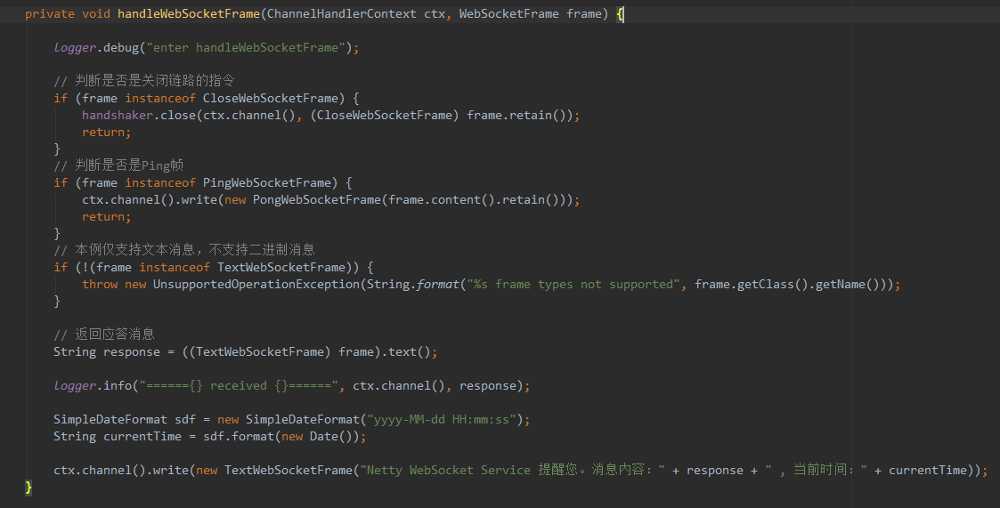 private void handleWebSocketFrame(ChannelHandlerContext ctx, WebSocketFrame frame) {
logger.debug("enter handleWebSocketFrame");
// 判断是否是关闭链路的指令
if (frame instanceof CloseWebSocketFrame) {
handshaker.close(ctx.channel(), (CloseWebSocketFrame) frame.retain());
return;
}
// 判断是否是Ping帧
if (frame instanceof PingWebSocketFrame) {
ctx.channel().write(new PongWebSocketFrame(frame.content().retain()));
return;
}
// 本例仅支持文本消息，不支持二进制消息
if (!(frame instanceof TextWebSocketFrame)) {
throw new UnsupportedOperationException(String.format("%s frame types not supported", frame.getClass().getName()));
}
// 返回应答消息
String response = ((TextWebSocketFrame) frame).text();
logger.info("======{} received {}======", ctx.channel(), response);
SimpleDateFormat sdf = new SimpleDateFormat("yyyy-MM-dd HH:mm:ss");
String currentTime = sdf.format(new Date());
ctx.channel().write(new TextWebSocketFrame("Netty WebSocket Service 提醒您。消息内容：" + response + " , 当前时间：" + currentTime));
}